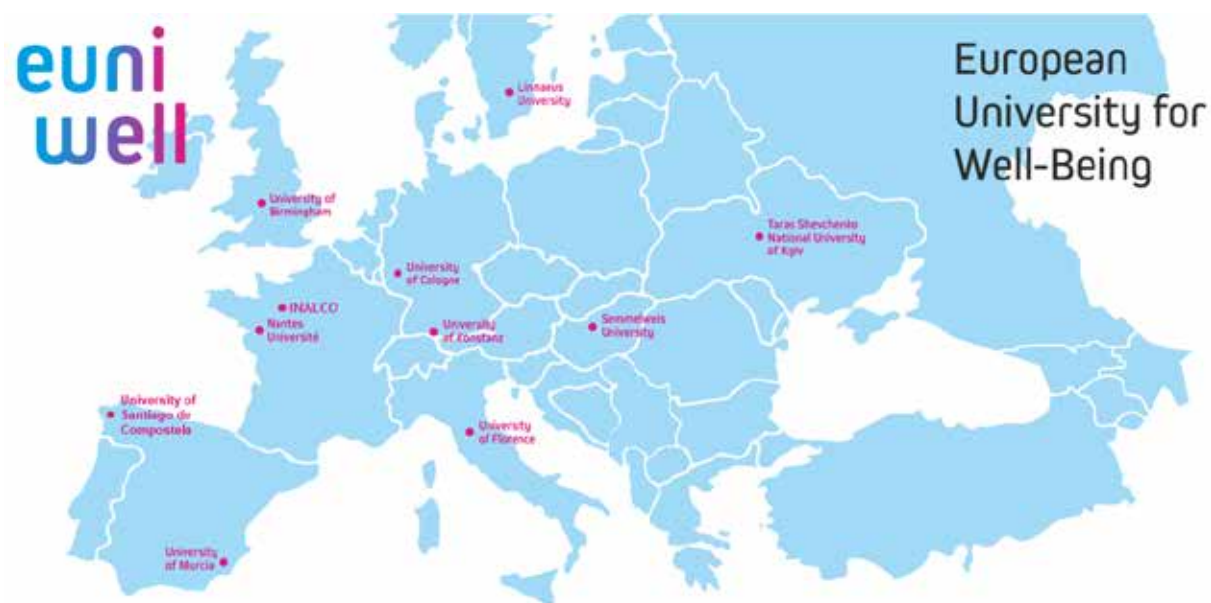 euni
well
European
University for
Well-Being
Linnaeus
University
University of
Birmingham
Taras Shevchenko
National University
of Kyiv
University
of Cologne
INALCO
Nantes
Université
University
of Konstanz
Semmelweis
University
University of
Santiago de
Compostela
University
of Florence
University
of Murcia